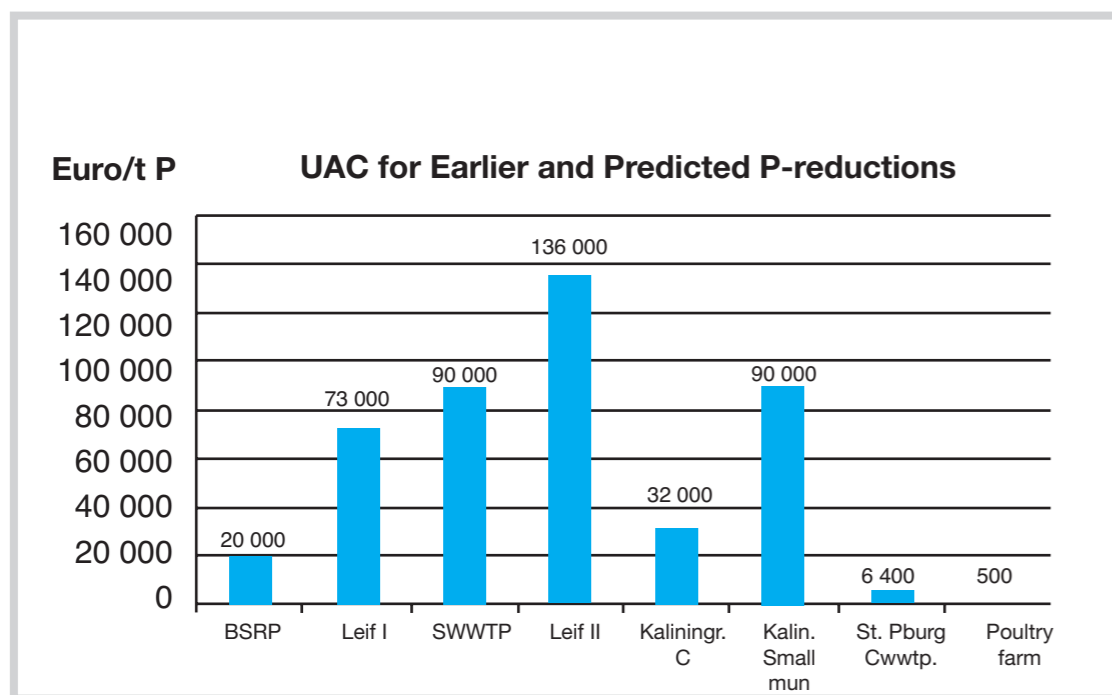 Euro/t P
UAC for Earlier and Predicted P-reductions
160 000
140 000
120 000
100 000
80 000
60 000
40 000
20 000
0
20 000
73 000
90 000
136 000
32 000
90 000
6 400
500
BSRP
Leif I
SWWTP
Leif II
Kaliningr.
C
Kalin.
Small
mun
St. Pburg
Cwwtp.
Poultry
farm